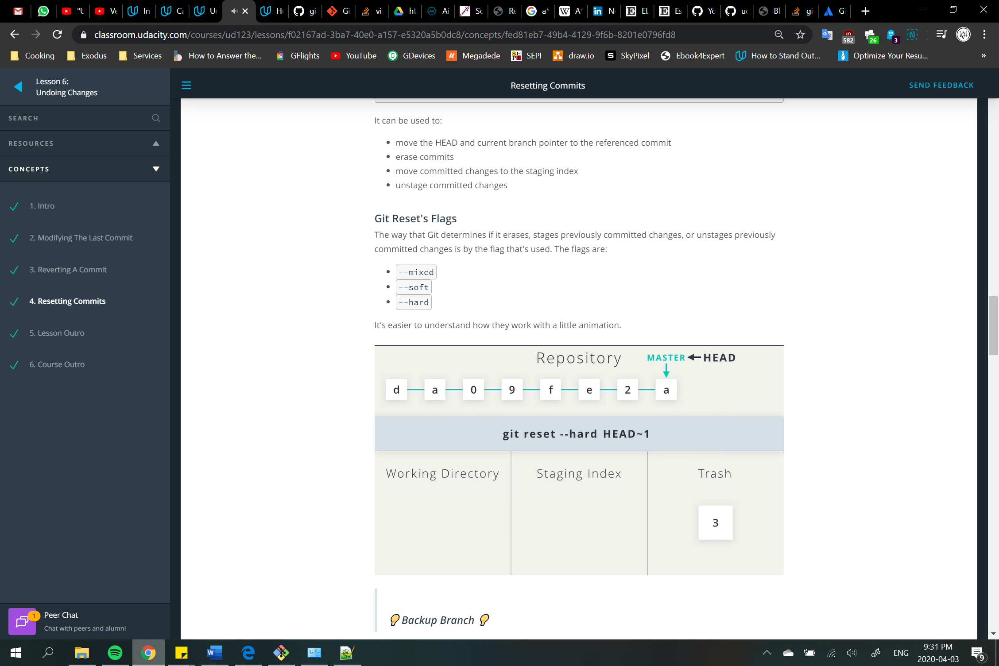 "U
Ve
In
Ca
U
H
gi
Gi
vi
ht
Ai
Sc
Re
a*
A*
N
EL
Es
Yo
uc
Bl
gi
Gi
classroom.udacity.com/courses/ud123/lessons/f02167ad-3ba7-40e0-a157-e5320a5b0dc8/concepts/fed81eb7-49b4-4129-9f6b-8201e0796fd8
582
26
3
Cooking
Exodus
Services
How to Answer the...
GFlights
YouTube
GDevices
Megadede
SEPI
draw.io
SkyPixel
Ebook4Expert
How to Stand Out...
Optimize Your Resu...
»
Lesson 6:
Undoing Changes
Resetting Commits
SEND FEEDBACK
SEARCH
RESOURCES
CONCEPTS
1. Intro
2. Modifying The Last Commit
3. Reverting A Commit
4. Resetting Commits
5. Lesson Outro
6. Course Outro
1
Peer Chat
Chat with peers and alumni
It can be used to:
• move the HEAD and current branch pointer to the referenced commit
• erase commits
• move committed changes to the staging index
• unstage committed changes
Git Reset's Flags
The way that Git determines if it erases, stages previously committed changes, or unstages previously
committed changes is by the flag that's used. The flags are:
• --mixed
• --soft
• --hard
It's easier to understand how they work with a little animation.
Repository
MASTER HEAD
d a 0 9 f e 2 a
git reset --hard HEAD~1
Working Directory
Staging Index
Trash
3
Backup Branch
ENG
9:31 PM
2020-04-03
9